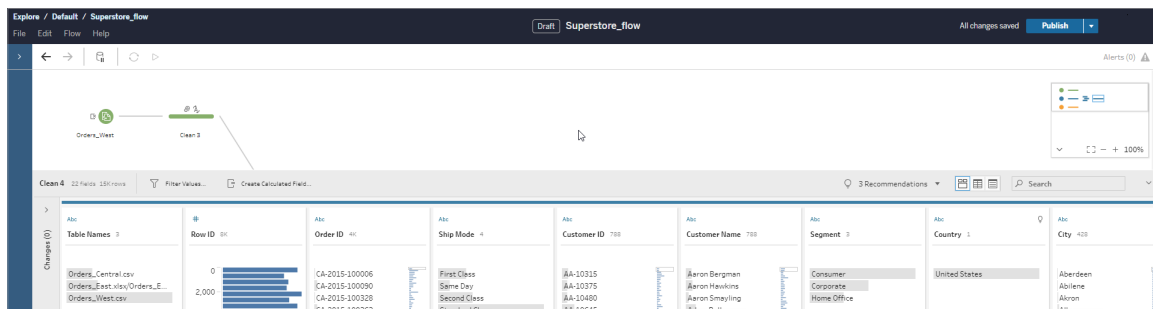 Explore / Default / Superstore_flow
File Edit Flow Help
Draft Superstore_flow
All changes saved Publish
Alerts (0)
Orders_West
Clean 3
100%
Clean 4 22 fields 15K rows Filter Values... Create Calculated Field... 3 Recommendations Search
Changes (0)
Abc # Abc Abc Abc Abc Abc Abc Abc
Table Names 3 Row ID 8K Order ID 4K Ship Mode 4 Customer ID 788 Customer Name 788 Segment 3 Country 1 City 428
Orders_Central.csv 0 CA-2015-100006 First Class AA-10315 Aaron Bergman Consumer United States Aberdeen
Orders_East.xlsx/Orders_E... CA-2015-100090 Same Day AA-10375 Aaron Hawkins Corporate Abilene
Orders_West.csv 2,000 CA-2015-100328 Second Class AA-10480 Aaron Smayling Home Office Akron